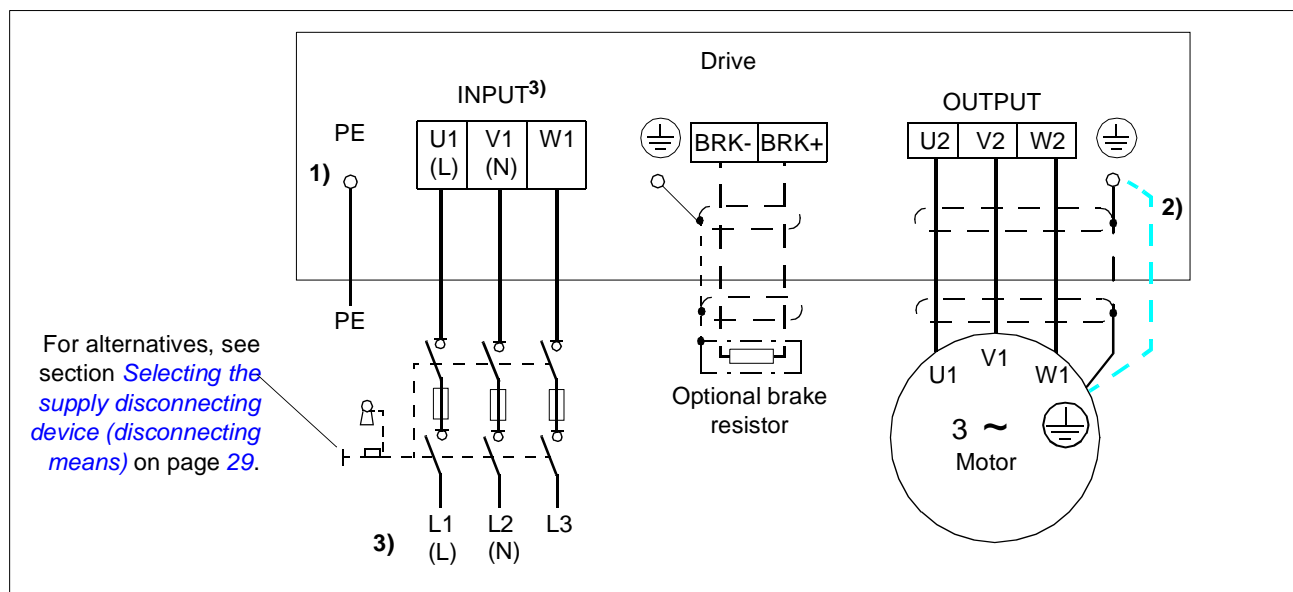 Drive
INPUT3)
OUTPUT
PE
U1 V1 W1
(L) (N)
BRK- BRK+
U2 V2 W2
1)
2)
PE
For alternatives, see
section Selecting the
supply disconnecting
device (disconnecting
means) on page 29.
Optional brake
resistor
U1 V1 W1
3 ~
Motor
3)
L1 L2 L3
(L) (N)